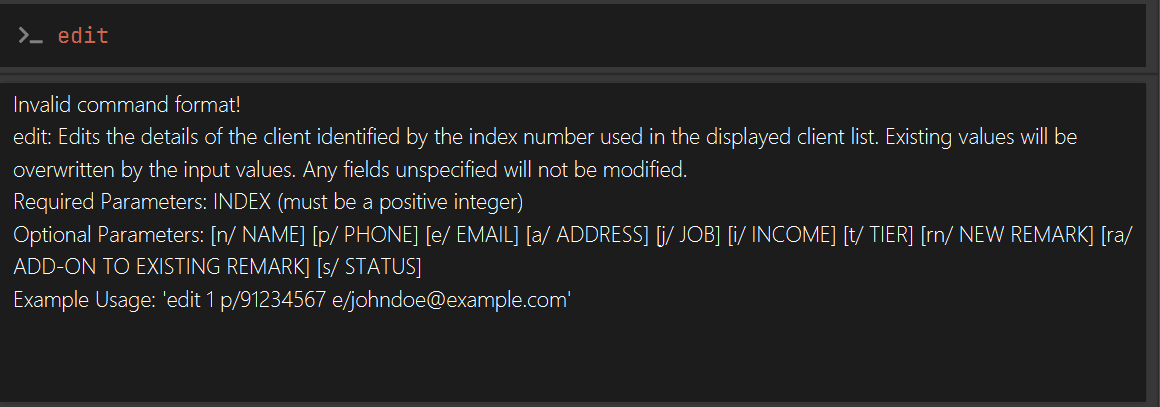 >_ edit
Invalid command format!
edit: Edits the details of the client identified by the index number used in the displayed client list. Existing values will be
overwritten by the input values. Any fields unspecified will not be modified.
Required Parameters: INDEX (must be a positive integer)
Optional Parameters: [n/ NAME] [p/ PHONE] [e/ EMAIL] [a/ ADDRESS] [j/ JOB] [i/ INCOME] [t/ TIER] [rn/ NEW REMARK] [ra/
ADD-ON TO EXISTING REMARK] [s/ STATUS]
Example Usage: 'edit 1 p/91234567 e/johndoe@example.com'